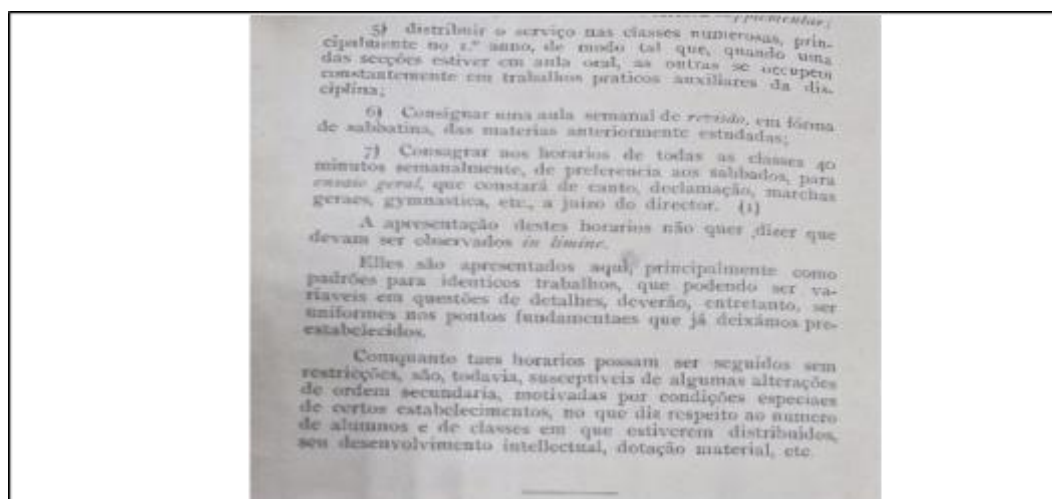 supplementar;
5) distribuir o serviço nas classes numerosas, prin-
cipalmente no 1.º anno, de modo tal que, quando uma
das secções estiver em aula oral, as outras se occupem
constantemente em trabalhos praticos auxiliares da dis-
ciplina;
6) Consignar uma aula semanal de revisão, em fórma
de sabbatina, das materias anteriormente estudadas;
7) Consagrar nos horarios de todas as classes 40
minutos semanalmente, de preferencia aos sabbados, para
ensaio geral, que constará de canto, declamação, marchas
geraes, gymnastica, etc., a juizo do director. (1)
A apresentação destes horarios não quer dizer que
devam ser observados in limine.
Elles são apresentados aqui, principalmente como
padrões para identicos trabalhos, que podendo ser va-
riaveis em questões de detalhes, deverão, entretanto, ser
uniformes nos pontos fundamentaes que já deixámos pre-
estabelecidos.
Comquanto taes horarios possam ser seguidos sem
restricções, são, todavia, susceptiveis de algumas alterações
de ordem secundaria, motivadas por condições especiaes
de certos estabelecimentos, no que diz respeito ao numero
de alumnos e de classes em que estiverem distribuidos,
seu desenvolvimento intellectual, dotação material, etc